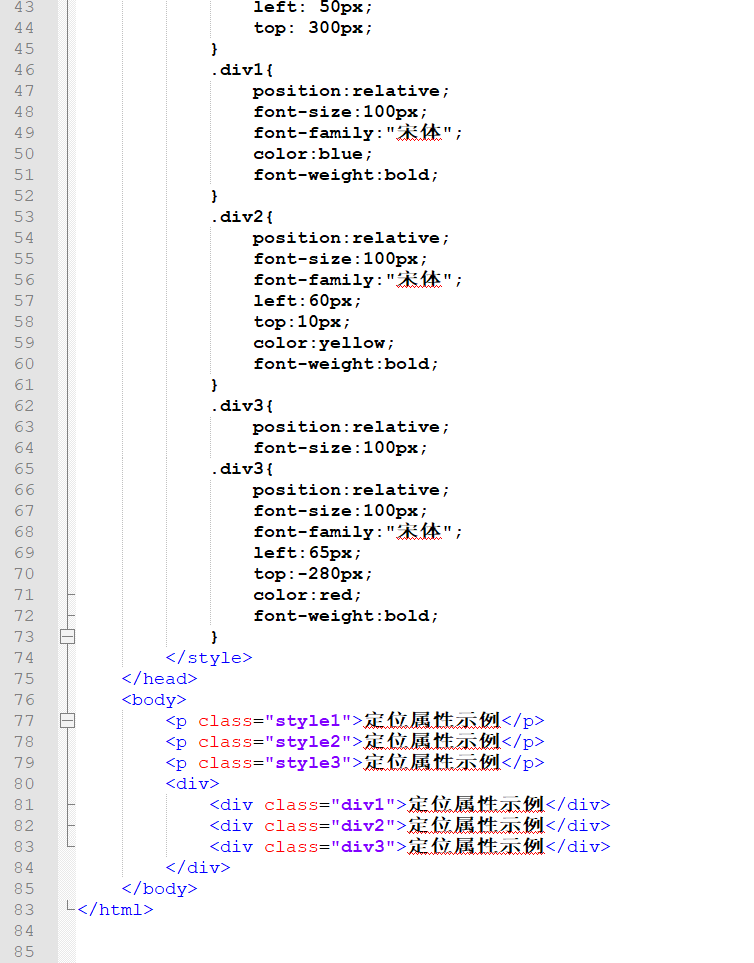 43 left: 50px;
44 top: 300px;
45 }
46 .div1{
47 position:relative;
48 font-size:100px;
49 font-family:"宋体";
50 color:blue;
51 font-weight:bold;
52 }
53 .div2{
54 position:relative;
55 font-size:100px;
56 font-family:"宋体";
57 left:60px;
58 top:10px;
59 color:yellow;
60 font-weight:bold;
61 }
62 .div3{
63 position:relative;
64 font-size:100px;
65 .div3{
66 position:relative;
67 font-size:100px;
68 font-family:"宋体";
69 left:65px;
70 top:-280px;
71 color:red;
72 font-weight:bold;
73 }
74 </style>
75 </head>
76 <body>
77 <p class="style1">定位属性示例</p>
78 <p class="style2">定位属性示例</p>
79 <p class="style3">定位属性示例</p>
80 <div>
81 <div class="div1">定位属性示例</div>
82 <div class="div2">定位属性示例</div>
83 <div class="div3">定位属性示例</div>
84 </div>
85 </body>
83 </html>
84
85